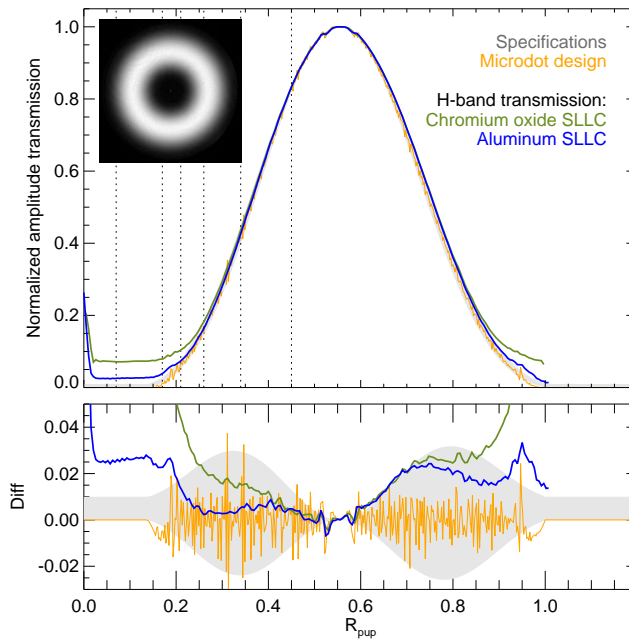 Normalized amplitude transmission
1.0
0.8
0.6
0.4
0.2
0.0
Specifications
Microdot design
H-band transmission:
Chromium oxide SLLC
Aluminum SLLC
Diff
0.04
0.02
0.00
-0.02
0.0
0.2
0.4
0.6
0.8
1.0
R_pup